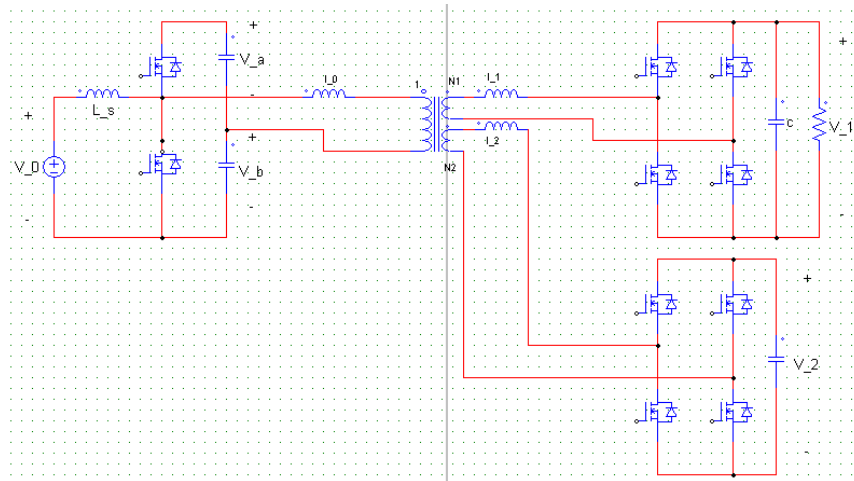 +
V_a
-
L_s
I_0
1
N1
I_1
I_2
N2
+
V_0
-
+
V_b
-
+
C
V_1
-
+
V_2
-